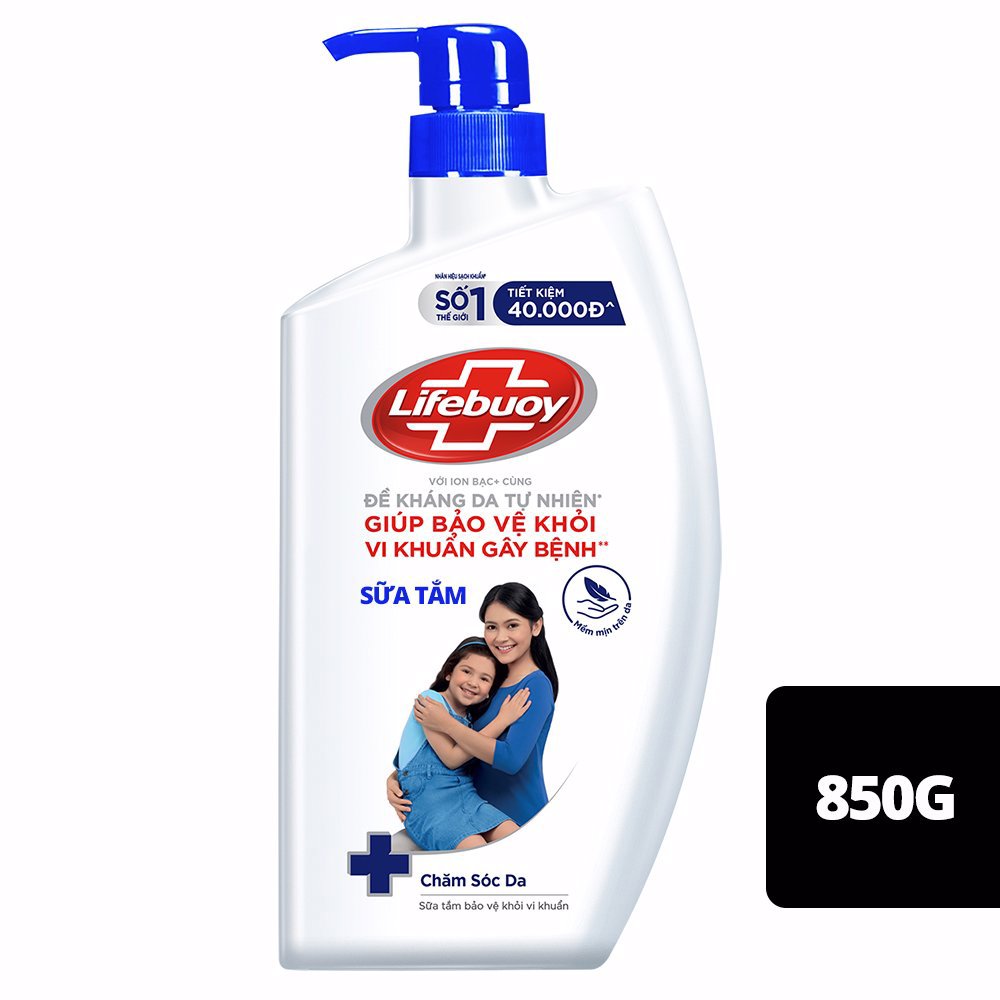 NHÃN HIỆU SẠCH KHUẨN#
SỐ 1
THẾ GIỚI
TIẾT KIỆM
40.000Đ^
Lifebuoy
VỚI ION BẠC+ CÙNG
ĐỀ KHÁNG DA TỰ NHIÊN*
GIÚP BẢO VỆ KHỎI
VI KHUẨN GÂY BỆNH**
SỮA TẮM
Mềm mịn trên da
850G
Chăm Sóc Da
Sữa tắm bảo vệ khỏi vi khuẩn